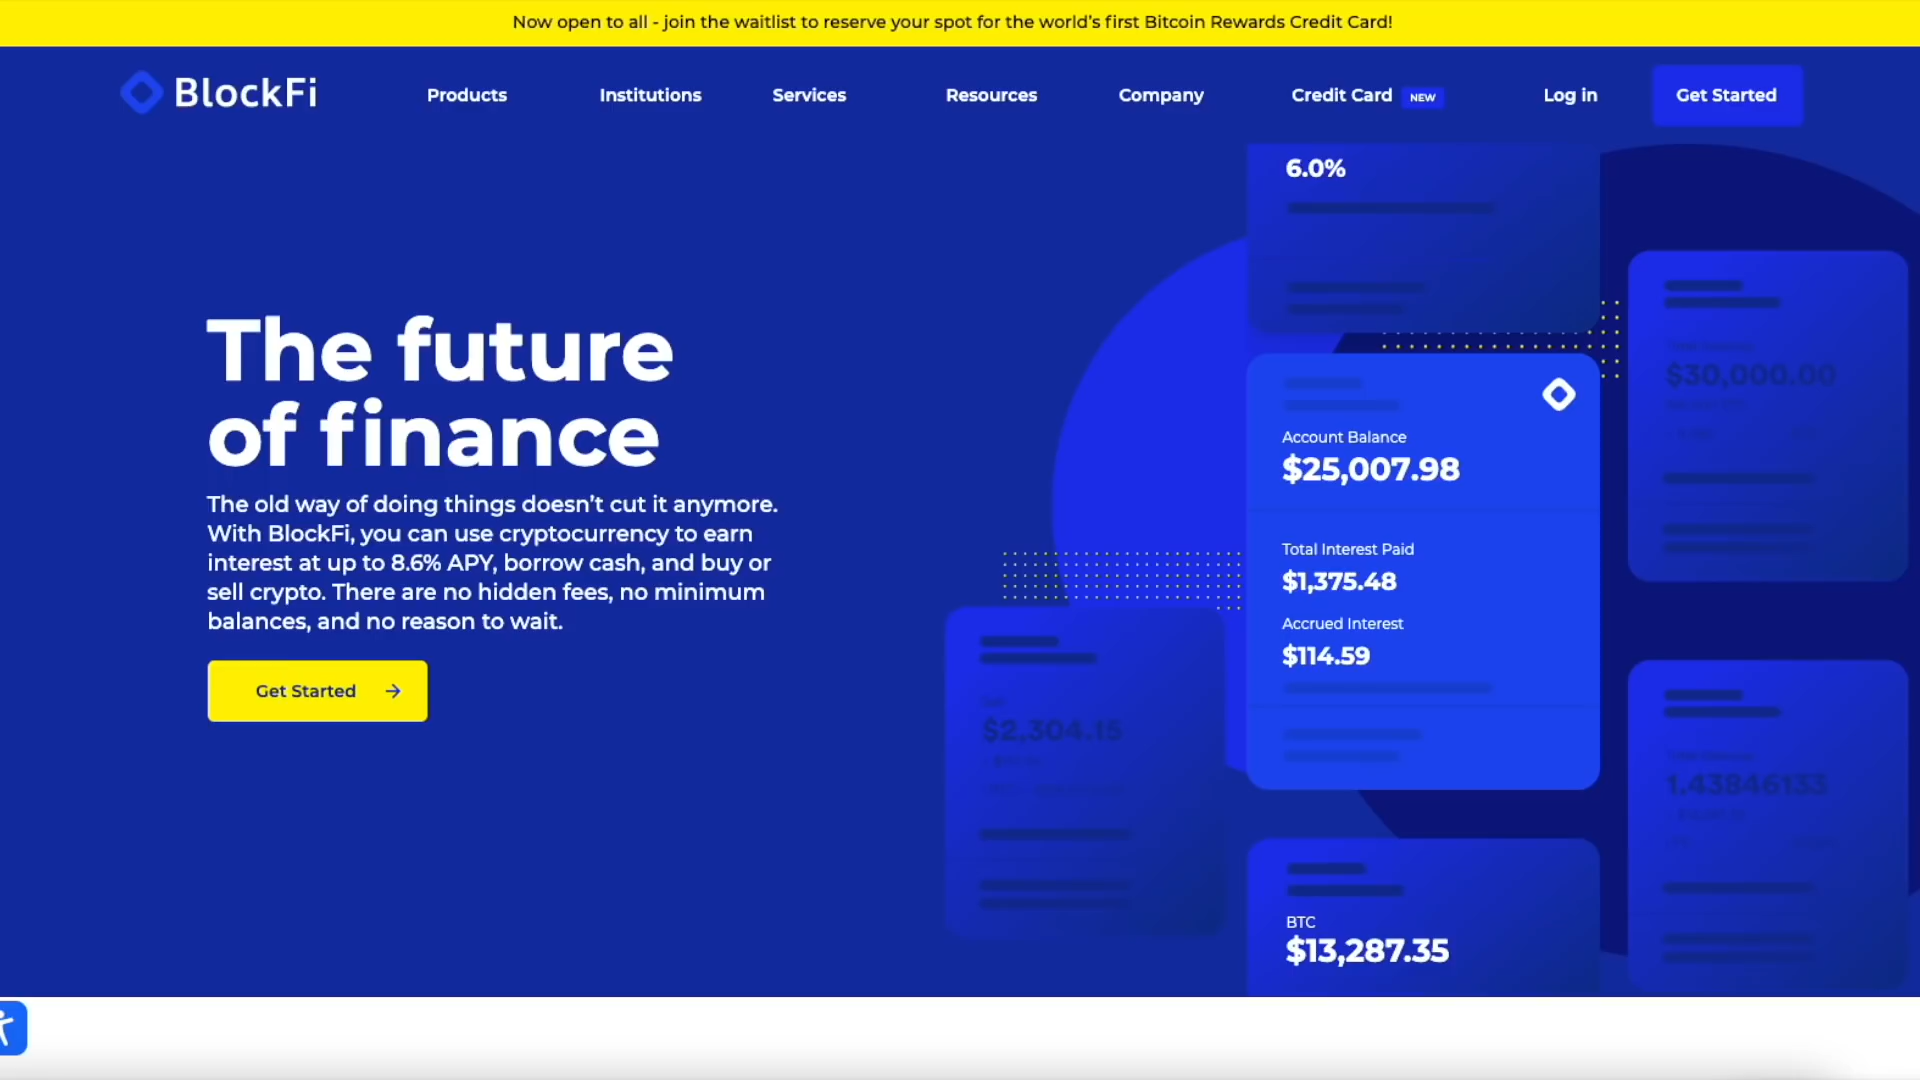 Now open to all - join the waitlist to reserve your spot for the world's first Bitcoin Rewards Credit Card!
BlockFi
Products
Institutions
Services
Resources
Company
Credit Card NEW
Log in
Get Started
The future
of finance
The old way of doing things doesn't cut it anymore.
With BlockFi, you can use cryptocurrency to earn
interest at up to 8.6% APY, borrow cash, and buy or
sell crypto. There are no hidden fees, no minimum
balances, and no reason to wait.
Get Started
6.0%
Account Balance
$25,007.98
Total Interest Paid
$1,375.48
Accrued Interest
$114.59
BTC
$13,287.35
$2,304.15
$30,000.00
1.43846133